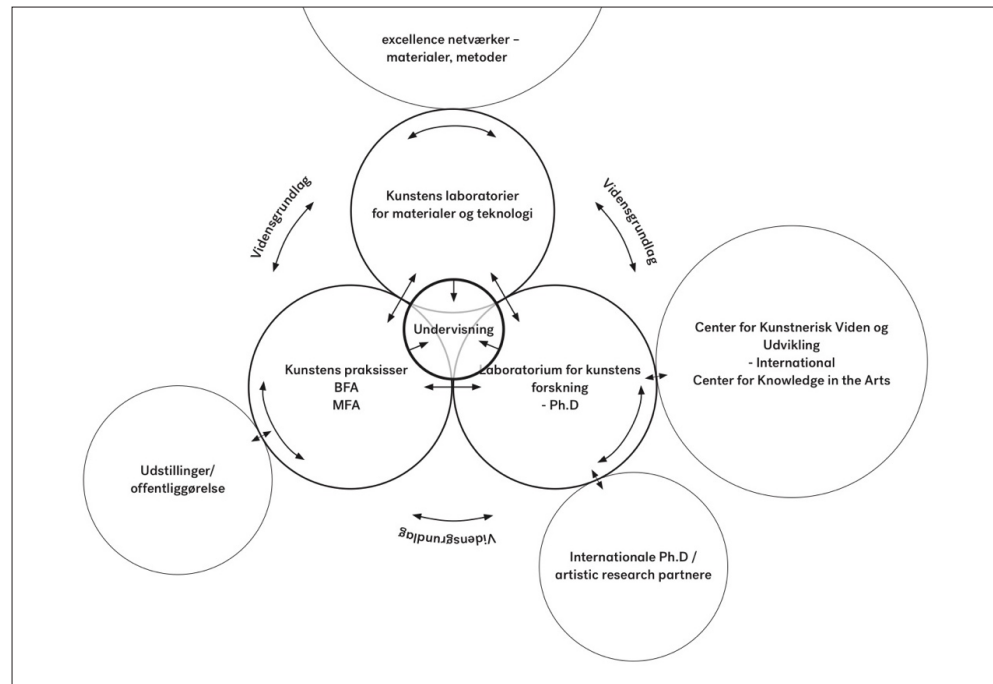 excellence netværker –
materialer, metoder
Kunstens laboratorier
for materialer og teknologi
Vidensgrundlag
Vidensgrundlag
Undervisning
Kunstens praksisser
BFA
MFA
Laboratorium for kunstens
forskning
- Ph.D
Center for Kunstnerisk Viden og
Udvikling
- International
Center for Knowledge in the Arts
Udstillinger/
offentliggørelse
Vidensgrundlag
Internationale Ph.D /
artistic research partnere